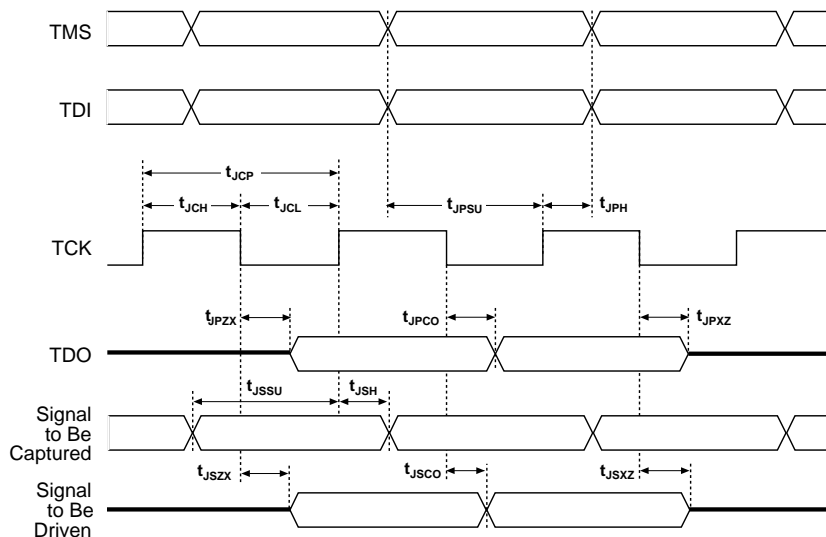 TMS
TDI
tJCP
tJCH tJCL tJPSU tJPH
TCK
tJPZX tJPCO tJPXZ
TDO
tJSSU tJSH
Signal
to Be
Captured
tJSZX tJSCO tJSXZ
Signal
to Be
Driven